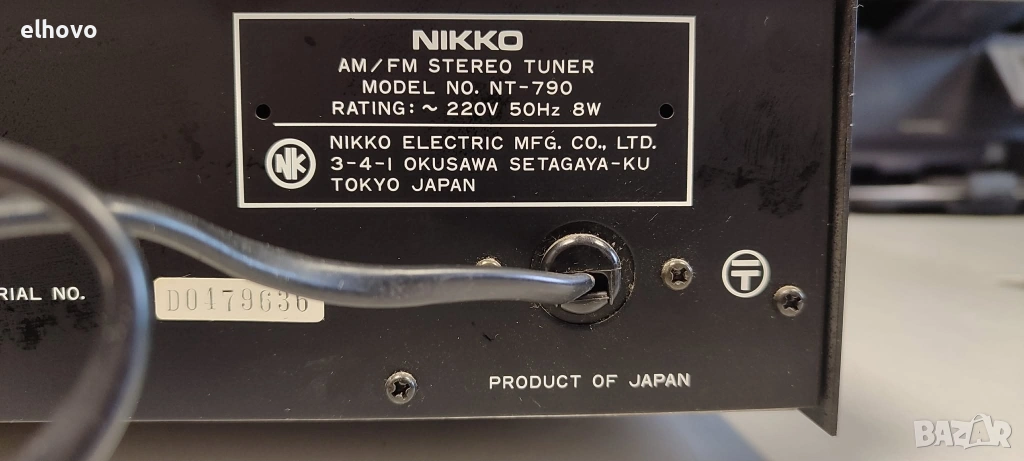 elhovo
NIKKO
AM/FM STEREO TUNER
MODEL NO. NT-790
RATING: ~ 220V 50Hz 8W
NK
NIKKO ELECTRIC MFG. CO., LTD.
3-4-1 OKUSAWA SETAGAYA-KU
TOKYO JAPAN
RIAL NO.
D0479636
T
PRODUCT OF JAPAN
BAZAR